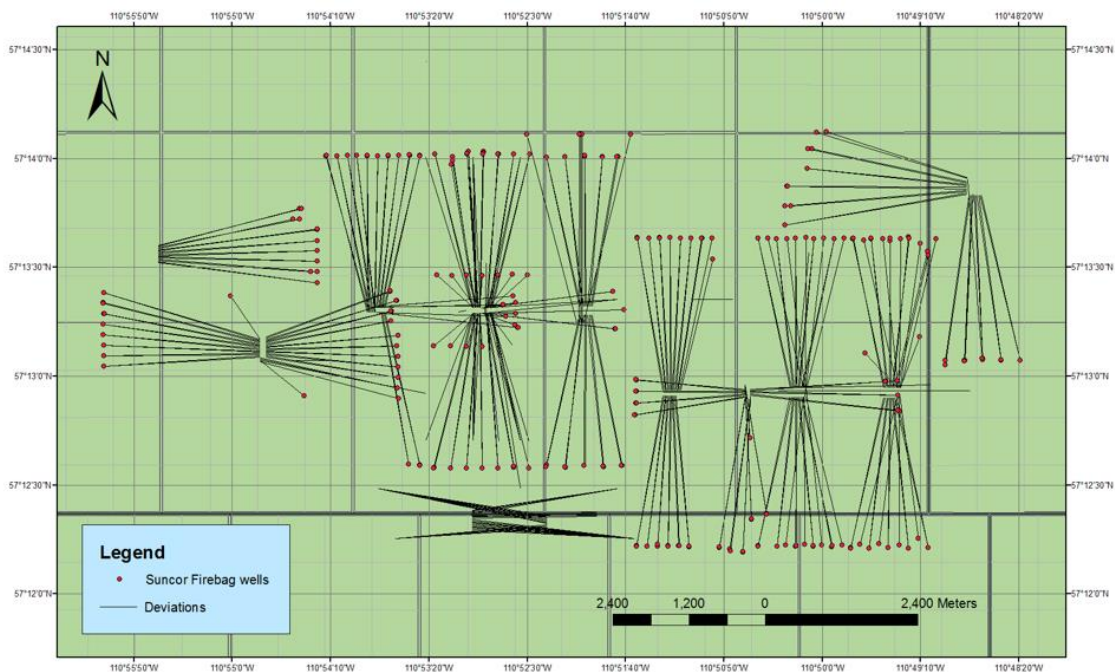 110°55'50"W 110°55'0"W 110°54'10"W 110°53'20"W 110°52'30"W 110°51'40"W 110°50'50"W 110°50'0"W 110°49'10"W 110°48'20"W
57°14'30"N 57°14'30"N
N
57°14'0"N 57°14'0"N
57°13'30"N 57°13'30"N
57°13'0"N 57°13'0"N
57°12'30"N 57°12'30"N
Legend
Suncor Firebag wells
Deviations
57°12'0"N 57°12'0"N
2,400 1,200 0 2,400 Meters
110°55'50"W 110°55'0"W 110°54'10"W 110°53'20"W 110°52'30"W 110°51'40"W 110°50'50"W 110°50'0"W 110°49'10"W 110°48'20"W